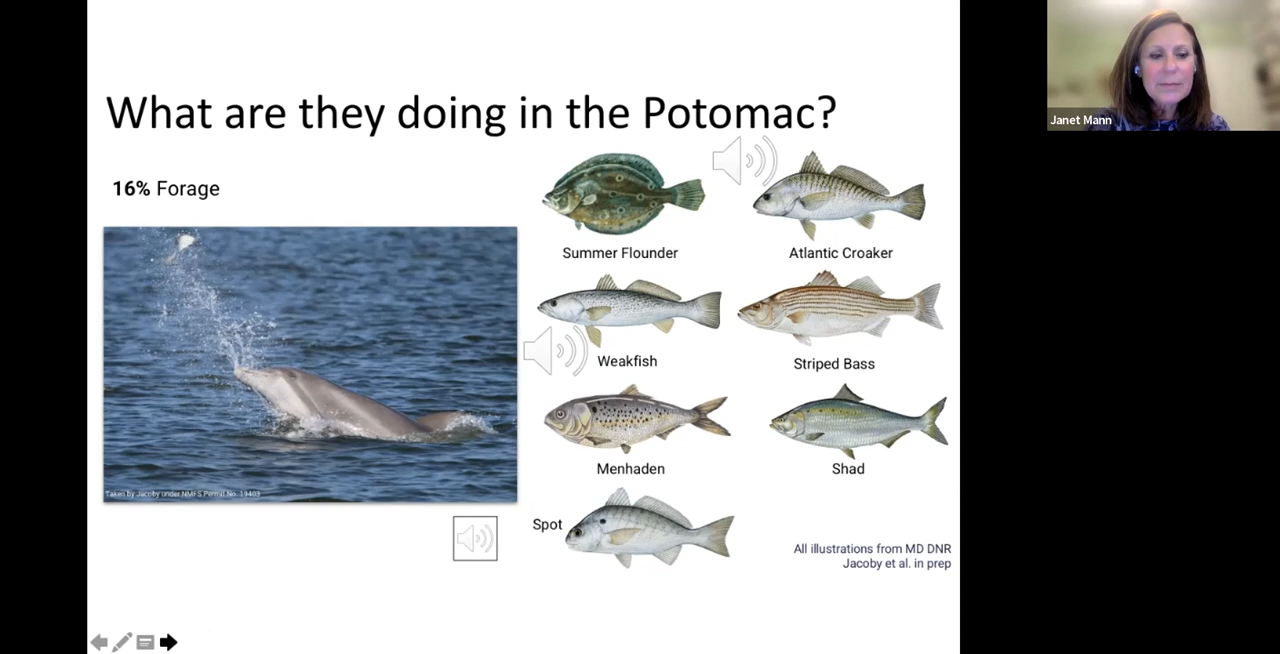 What are they doing in the Potomac?
16% Forage
Summer Flounder
Atlantic Croaker
Weakfish
Striped Bass
Menhaden
Shad
Spot
Taken by Jacoby under NMFS Permit No. 19403
All illustrations from MD DNR
Jacoby et al. in prep
Janet Mann